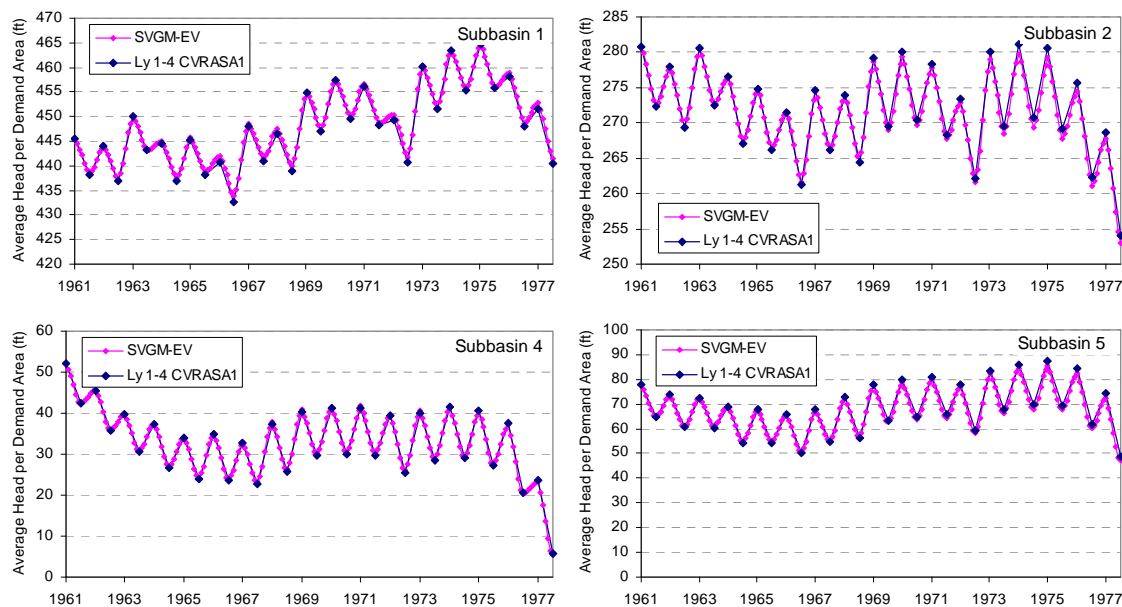 Average Head per Demand Area (ft)
470
465
460
455
450
445
440
435
430
425
420
SVGM-EV
Ly 1-4 CVRASA1
Subbasin 1
1961 1963 1965 1967 1969 1971 1973 1975 1977
Average Head per Demand Area (ft)
285
280
275
270
265
260
255
250
Subbasin 2
SVGM-EV
Ly 1-4 CVRASA1
1961 1963 1965 1967 1969 1971 1973 1975 1977
Average Head per Demand Area (ft)
60
50
40
30
20
10
0
SVGM-EV
Ly 1-4 CVRASA1
Subbasin 4
1961 1963 1965 1967 1969 1971 1973 1975 1977
Average Head per Demand Area (ft)
100
90
80
70
60
50
40
30
20
10
0
SVGM-EV
Ly 1-4 CVRASA1
Subbasin 5
1961 1963 1965 1967 1969 1971 1973 1975 1977